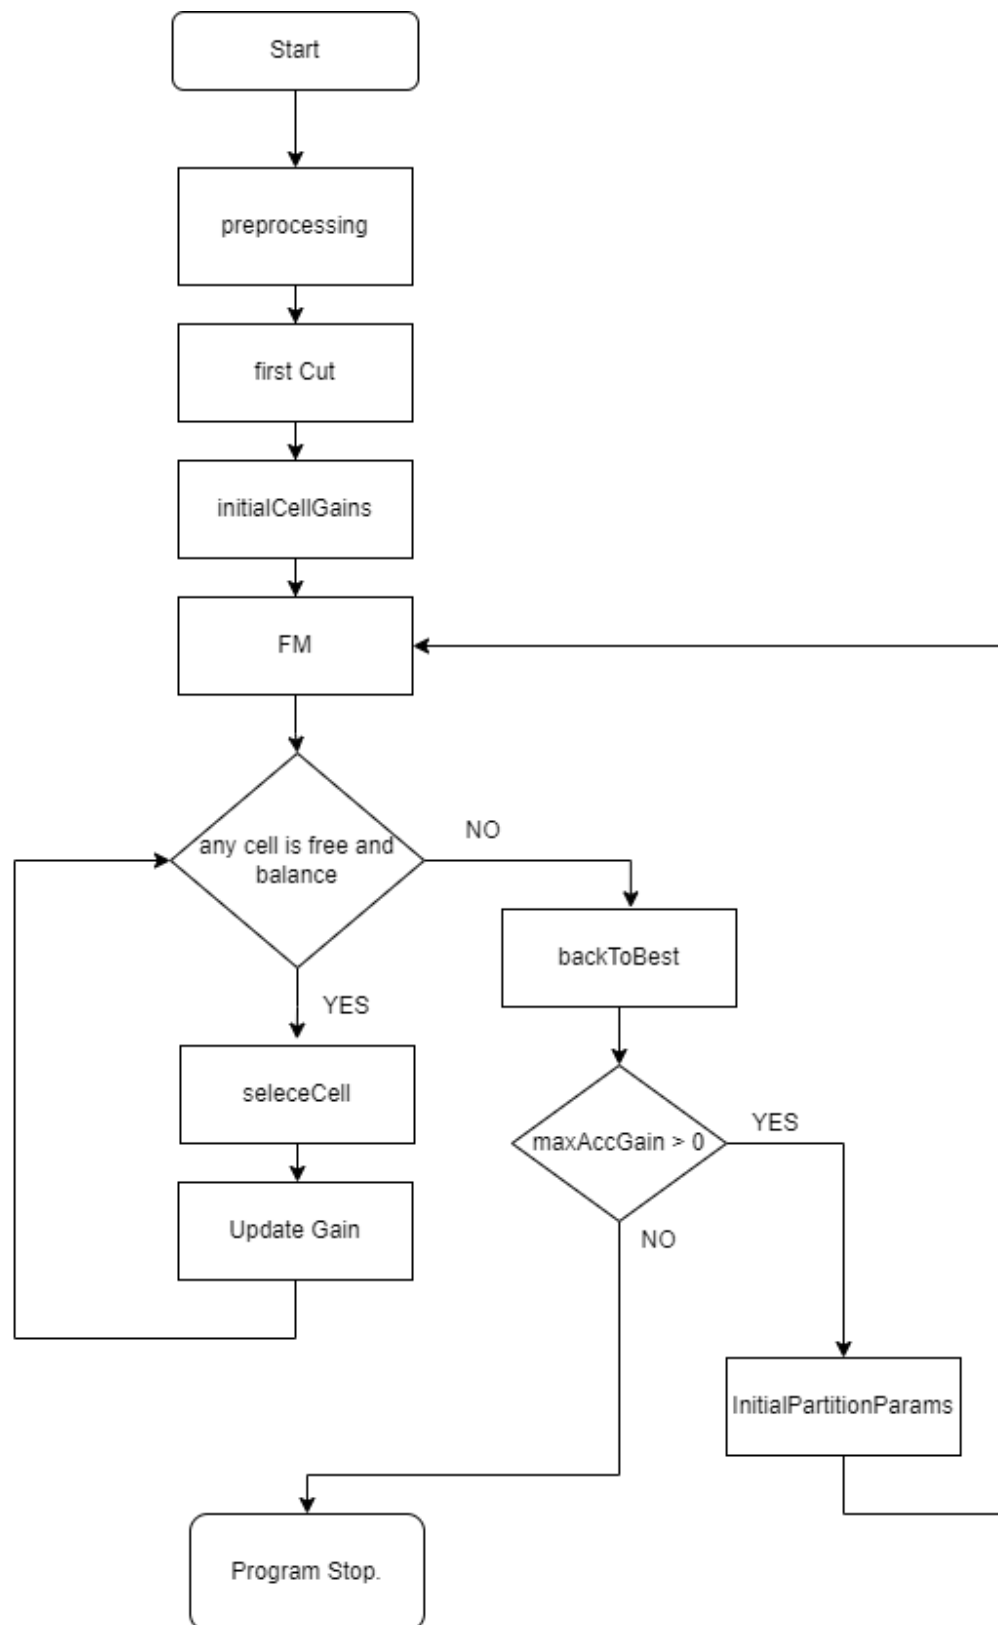 Start
preprocessing
first Cut
initialCellGains
FM
any cell is free and
balance
NO
YES
backToBest
seleceCell
maxAccGain > 0
YES
Update Gain
NO
InitialPartitionParams
Program Stop.